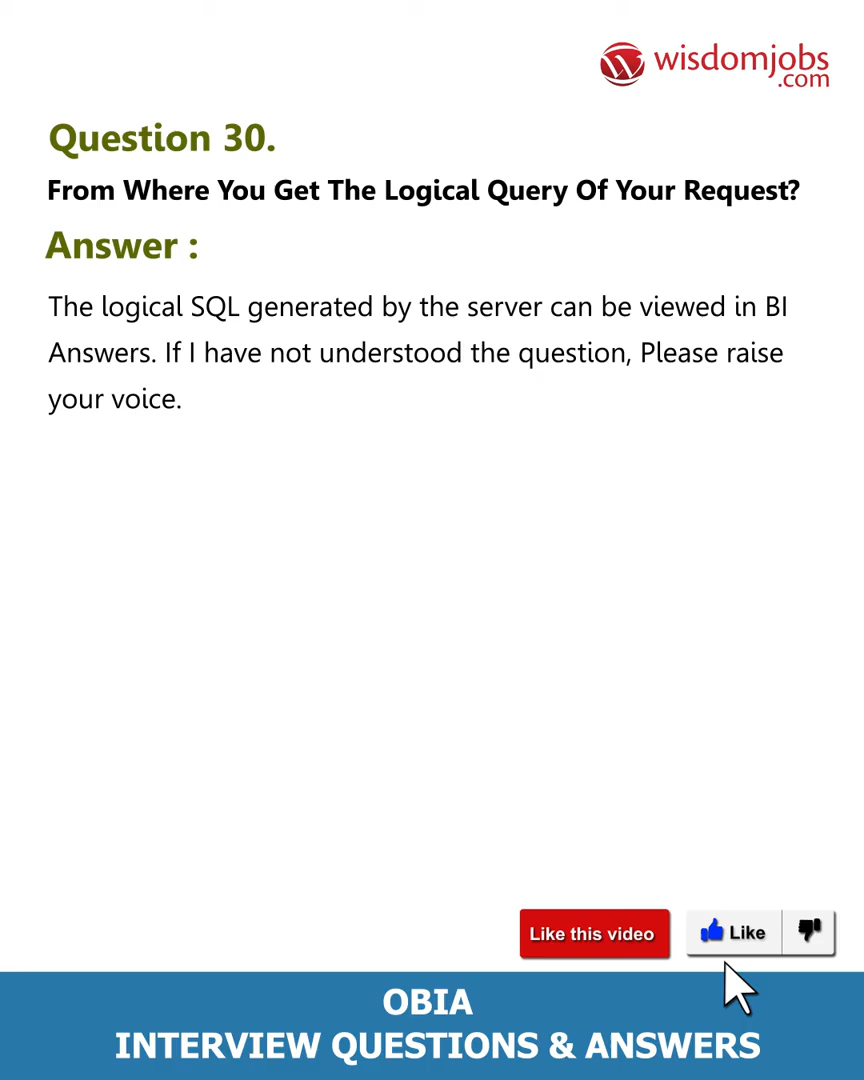 wisdomjobs
.com
Question 30.
From Where You Get The Logical Query Of Your Request?
Answer :
The logical SQL generated by the server can be viewed in BI
Answers. If I have not understood the question, Please raise
your voice.
Like this video
Like
OBIA
INTERVIEW QUESTIONS & ANSWERS